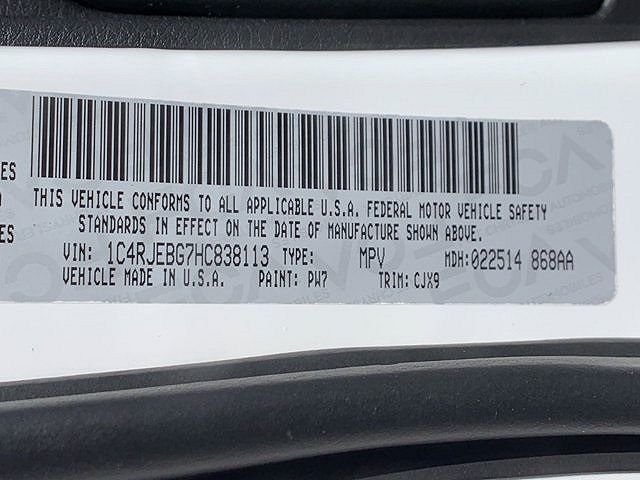 THIS VEHICLE CONFORMS TO ALL APPLICABLE U.S.A. FEDERAL MOTOR VEHICLE SAFETY
STANDARDS IN EFFECT ON THE DATE OF MANUFACTURE SHOWN ABOVE.
VIN: 1C4RJEBG7HC838113 TYPE: MPV MDH:022514 868AA
VEHICLE MADE IN U.S.A. PAINT: PW7 TRIM: CJX9